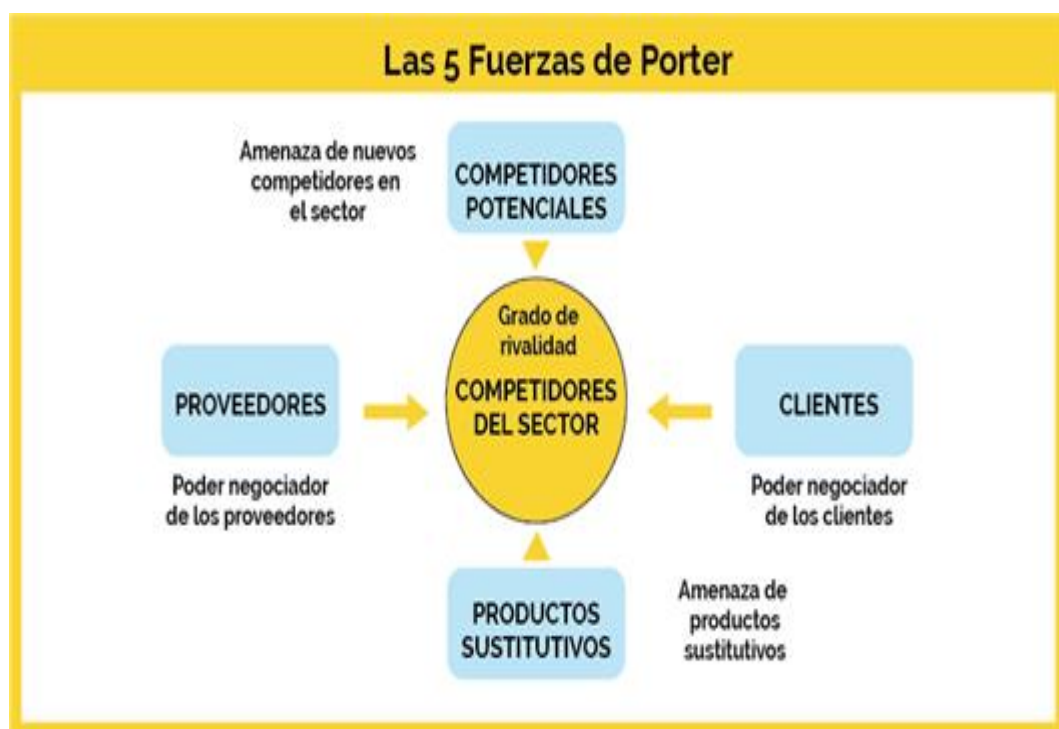 Las 5 Fuerzas de Porter
Amenaza de nuevos
competidores en
el sector
COMPETIDORES
POTENCIALES
Grado de
rivalidad
COMPETIDORES
DEL SECTOR
PROVEEDORES
Poder negociador
de los proveedores
CLIENTES
Poder negociador
de los clientes
PRODUCTOS
SUSTITUTIVOS
Amenaza de
productos
sustitutivos